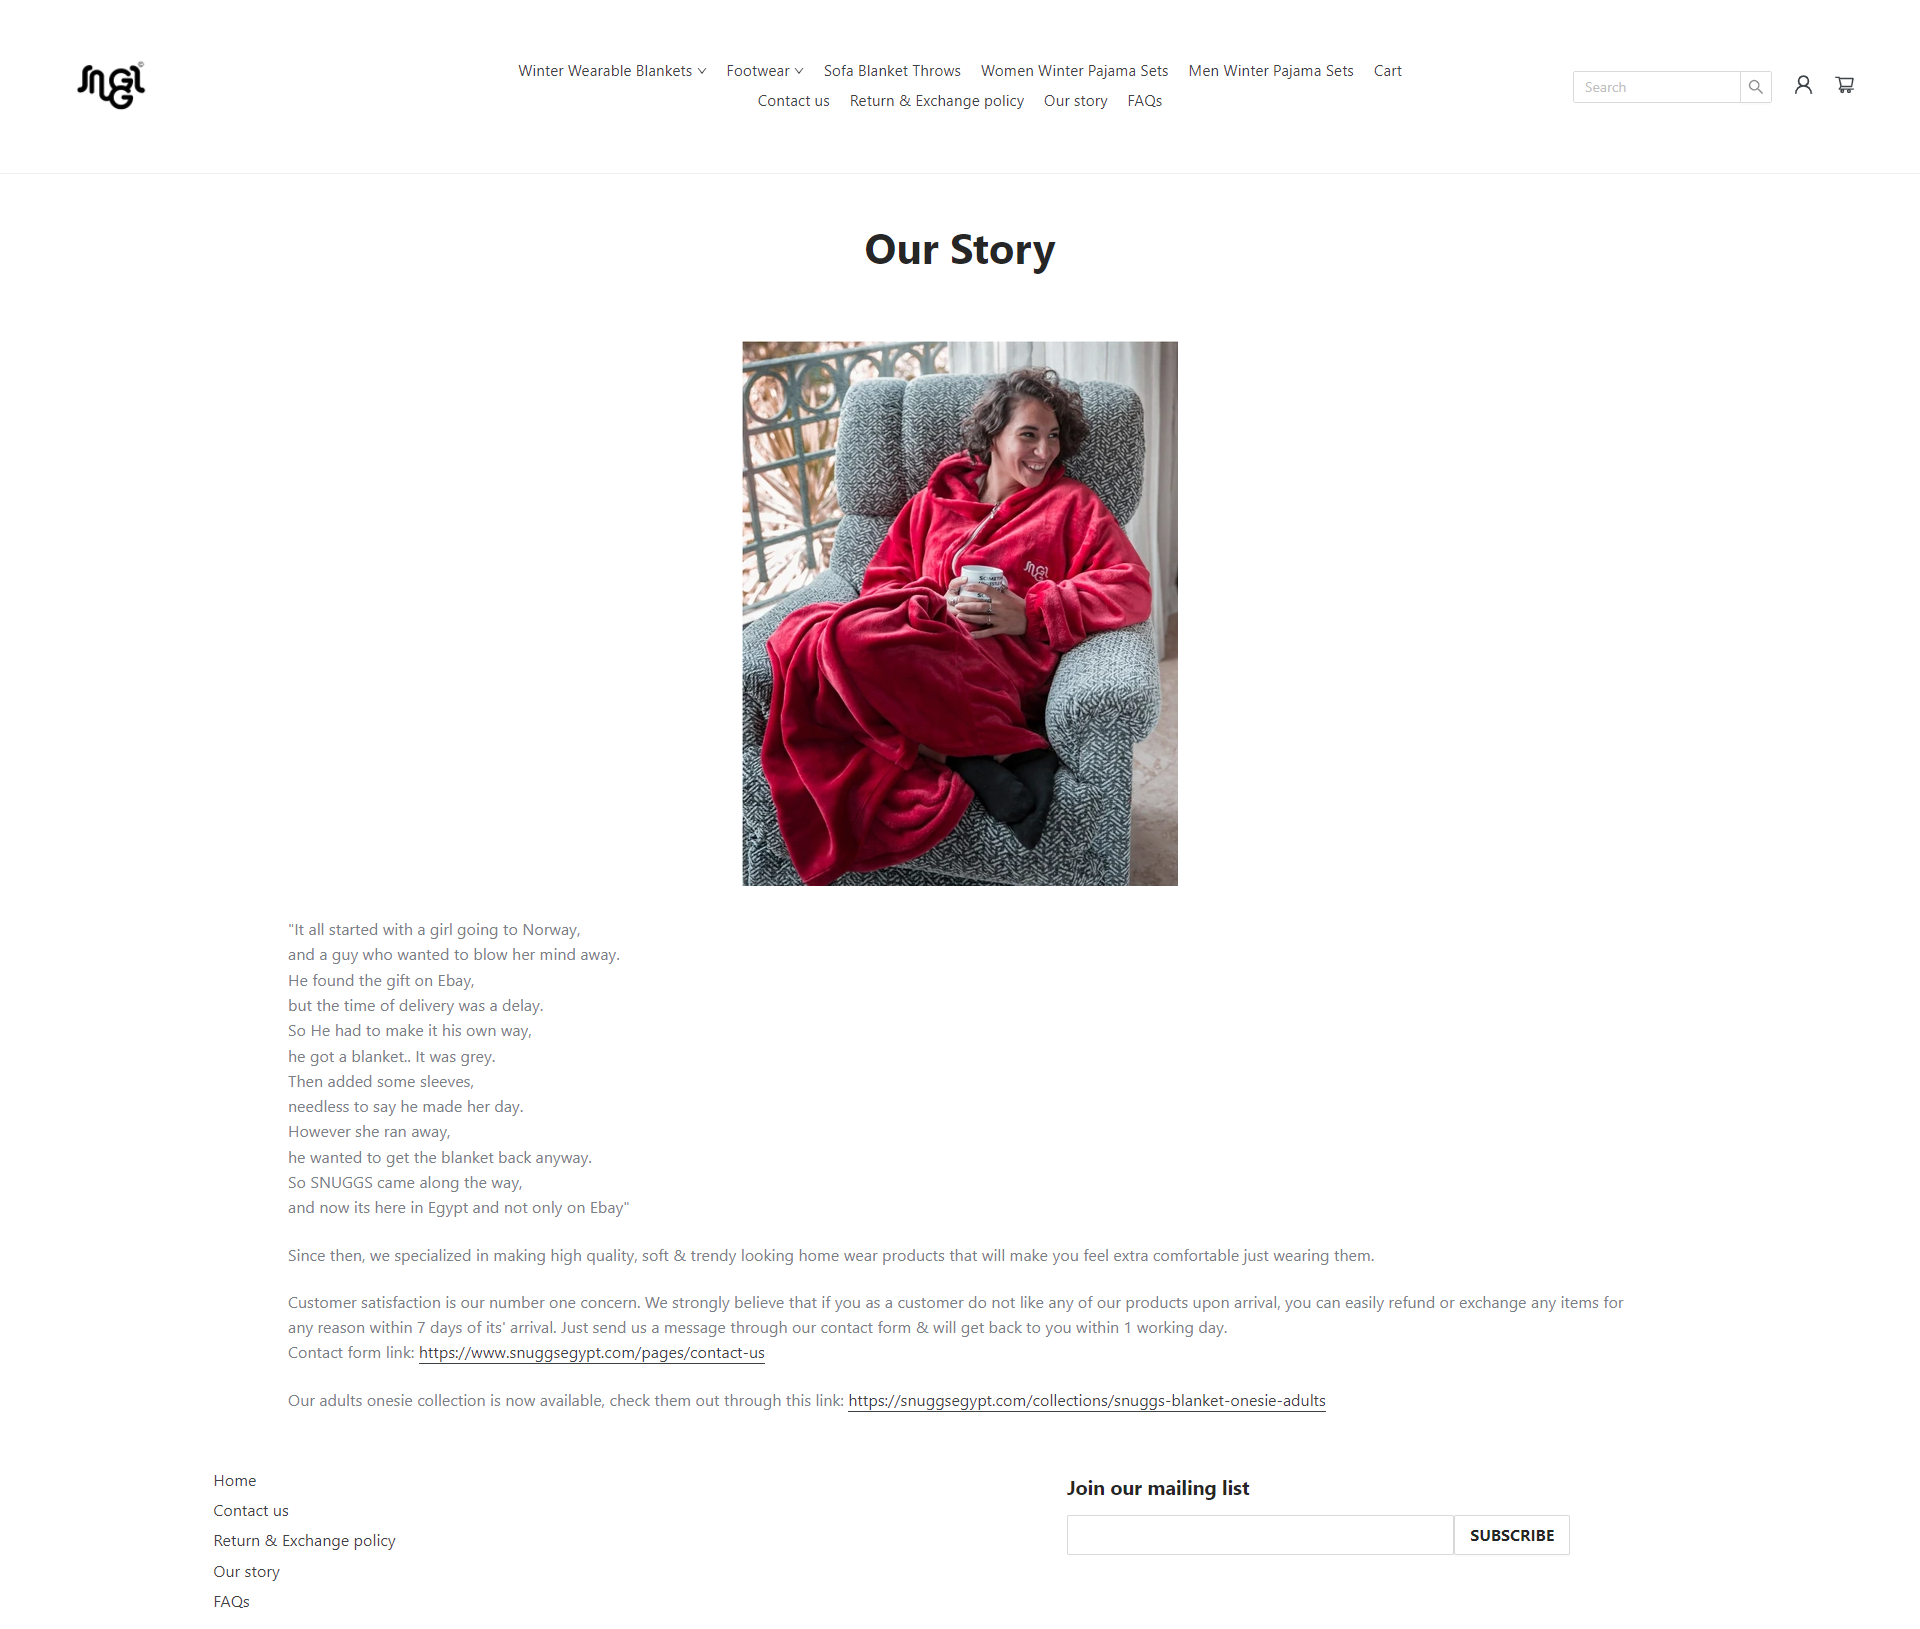 Winter Wearable Blankets Footwear Sofa Blanket Throws Women Winter Pajama Sets Men Winter Pajama Sets Cart
Contact us Return & Exchange policy Our story FAQs
Search
Our Story
"It all started with a girl going to Norway,
and a guy who wanted to blow her mind away.
He found the gift on Ebay,
but the time of delivery was a delay.
So He had to make it his own way,
he got a blanket.. It was grey.
Then added some sleeves,
needless to say he made her day.
However she ran away,
he wanted to get the blanket back anyway.
So SNUGGS came along the way,
and now its here in Egypt and not only on Ebay"
Since then, we specialized in making high quality, soft & trendy looking home wear products that will make you feel extra comfortable just wearing them.
Customer satisfaction is our number one concern. We strongly believe that if you as a customer do not like any of our products upon arrival, you can easily refund or exchange any items for
any reason within 7 days of its' arrival. Just send us a message through our contact form & will get back to you within 1 working day.
Contact form link: https://www.snuggsegypt.com/pages/contact-us
Our adults onesie collection is now available, check them out through this link: https://snuggsegypt.com/collections/snuggs-blanket-onesie-adults
Home
Contact us
Return & Exchange policy
Our story
FAQs
Join our mailing list
SUBSCRIBE